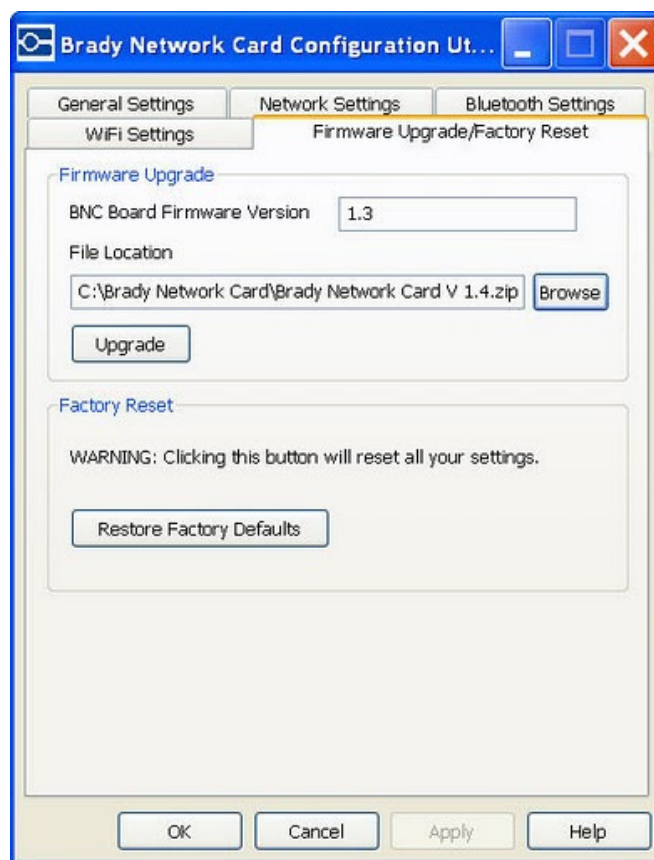 Brady Network Card Configuration Ut...
General Settings
Network Settings
Bluetooth Settings
WiFi Settings
Firmware Upgrade/Factory Reset
Firmware Upgrade
BNC Board Firmware Version
1.3
File Location
C:\Brady Network Card\Brady Network Card V 1.4.zip
Browse
Upgrade
Factory Reset
WARNING: Clicking this button will reset all your settings.
Restore Factory Defaults
OK
Cancel
Apply
Help